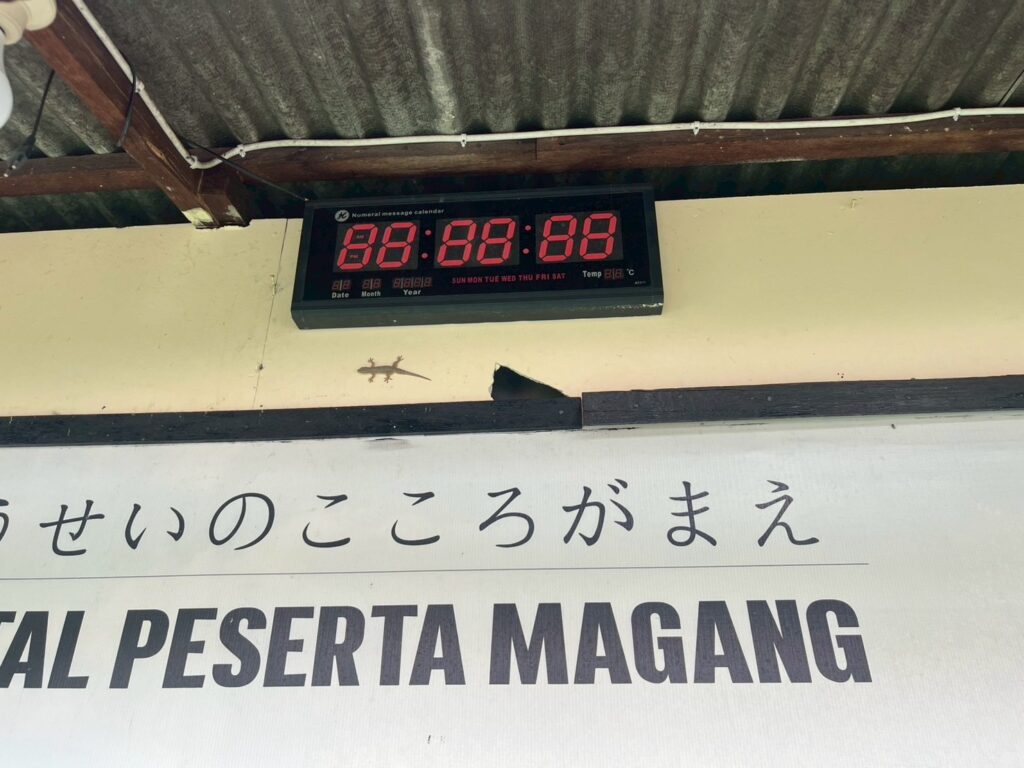 Numeral message calendar
88:88:88
SUN MON TUE WED THU FRI SAT
Temp 88 °C
88 88 8888
Date Month Year
うせいのこころがまえ
TAL PESERTA MAGANG